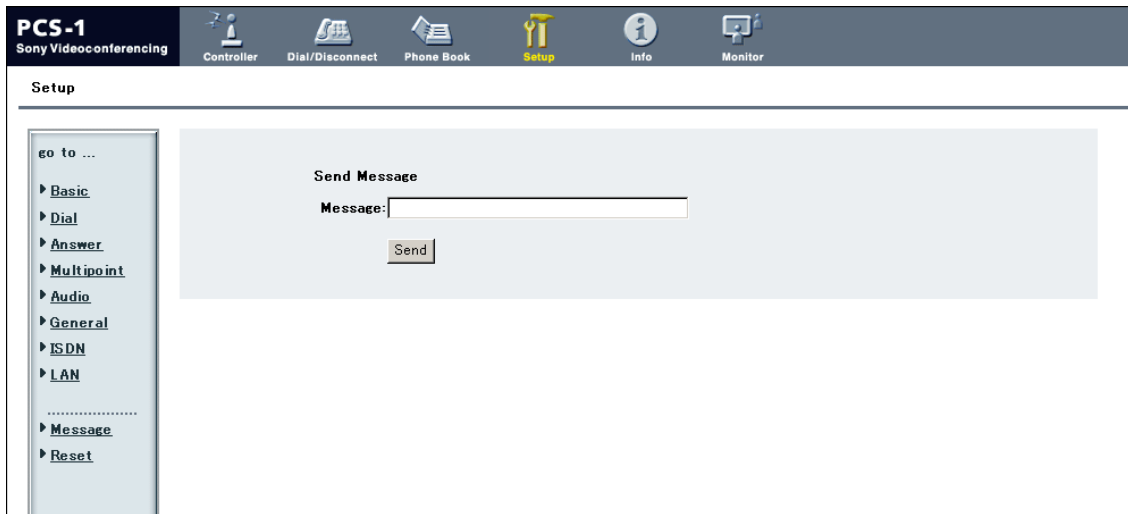 PCS-1
Sony Videoconferencing
Controller
Dial/Disconnect
Phone Book
Setup
Info
Monitor
Setup
go to ...
Basic
Dial
Answer
Multipoint
Audio
General
ISDN
LAN
Message
Reset
Send Message
Message:
Send